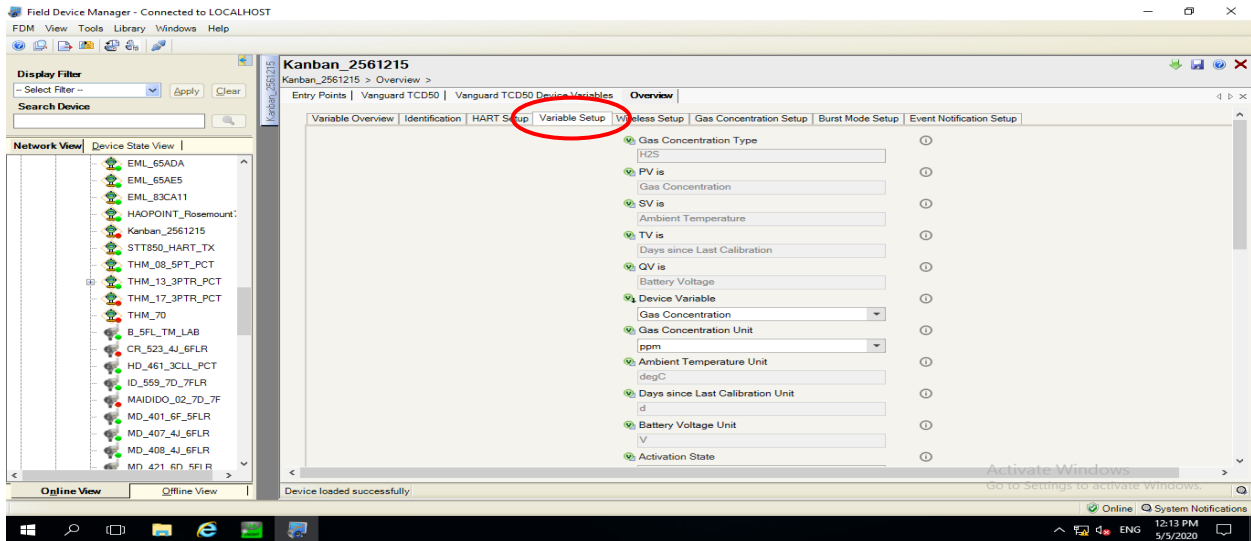 Field Device Manager - Connected to LOCALHOST
FDM View Tools Library Windows Help
Display Filter
-- Select Filter --
Apply
Clear
Search Device
Network View
Device State View
EML_65ADA
EML_65AE5
EML_83CA11
HAOPOINT_Rosemount
Kanban_2561215
STT850_HART_TX
THM_08_5PT_PCT
THM_13_3PTR_PCT
THM_17_3PTR_PCT
THM_70
B_5FL_TM_LAB
CR_523_4J_6FLR
HD_461_3CLL_PCT
ID_559_7D_7FLR
MAIDIDO_02_7D_7F
MD_401_6F_5FLR
MD_407_4J_6FLR
MD_408_4J_6FLR
MD_421_6D_5FLR
Online View
Offline View
Kanban_2561215
Kanban_2561215
Kanban_2561215 > Overview >
Entry Points | Vanguard TCD50 | Vanguard TCD50 Device Variables
Overview
Variable Overview | Identification | HART Setup
Variable Setup
Wireless Setup | Gas Concentration Setup | Burst Mode Setup | Event Notification Setup
Gas Concentration Type
H2S
PV is
Gas Concentration
SV is
Ambient Temperature
TV is
Days since Last Calibration
QV is
Battery Voltage
Device Variable
Gas Concentration
Gas Concentration Unit
ppm
Ambient Temperature Unit
degC
Days since Last Calibration Unit
d
Battery Voltage Unit
V
Activation State
Activate Windows
Go to Settings to activate Windows.
Device loaded successfully
Online
System Notifications
ENG
12:13 PM
5/5/2020